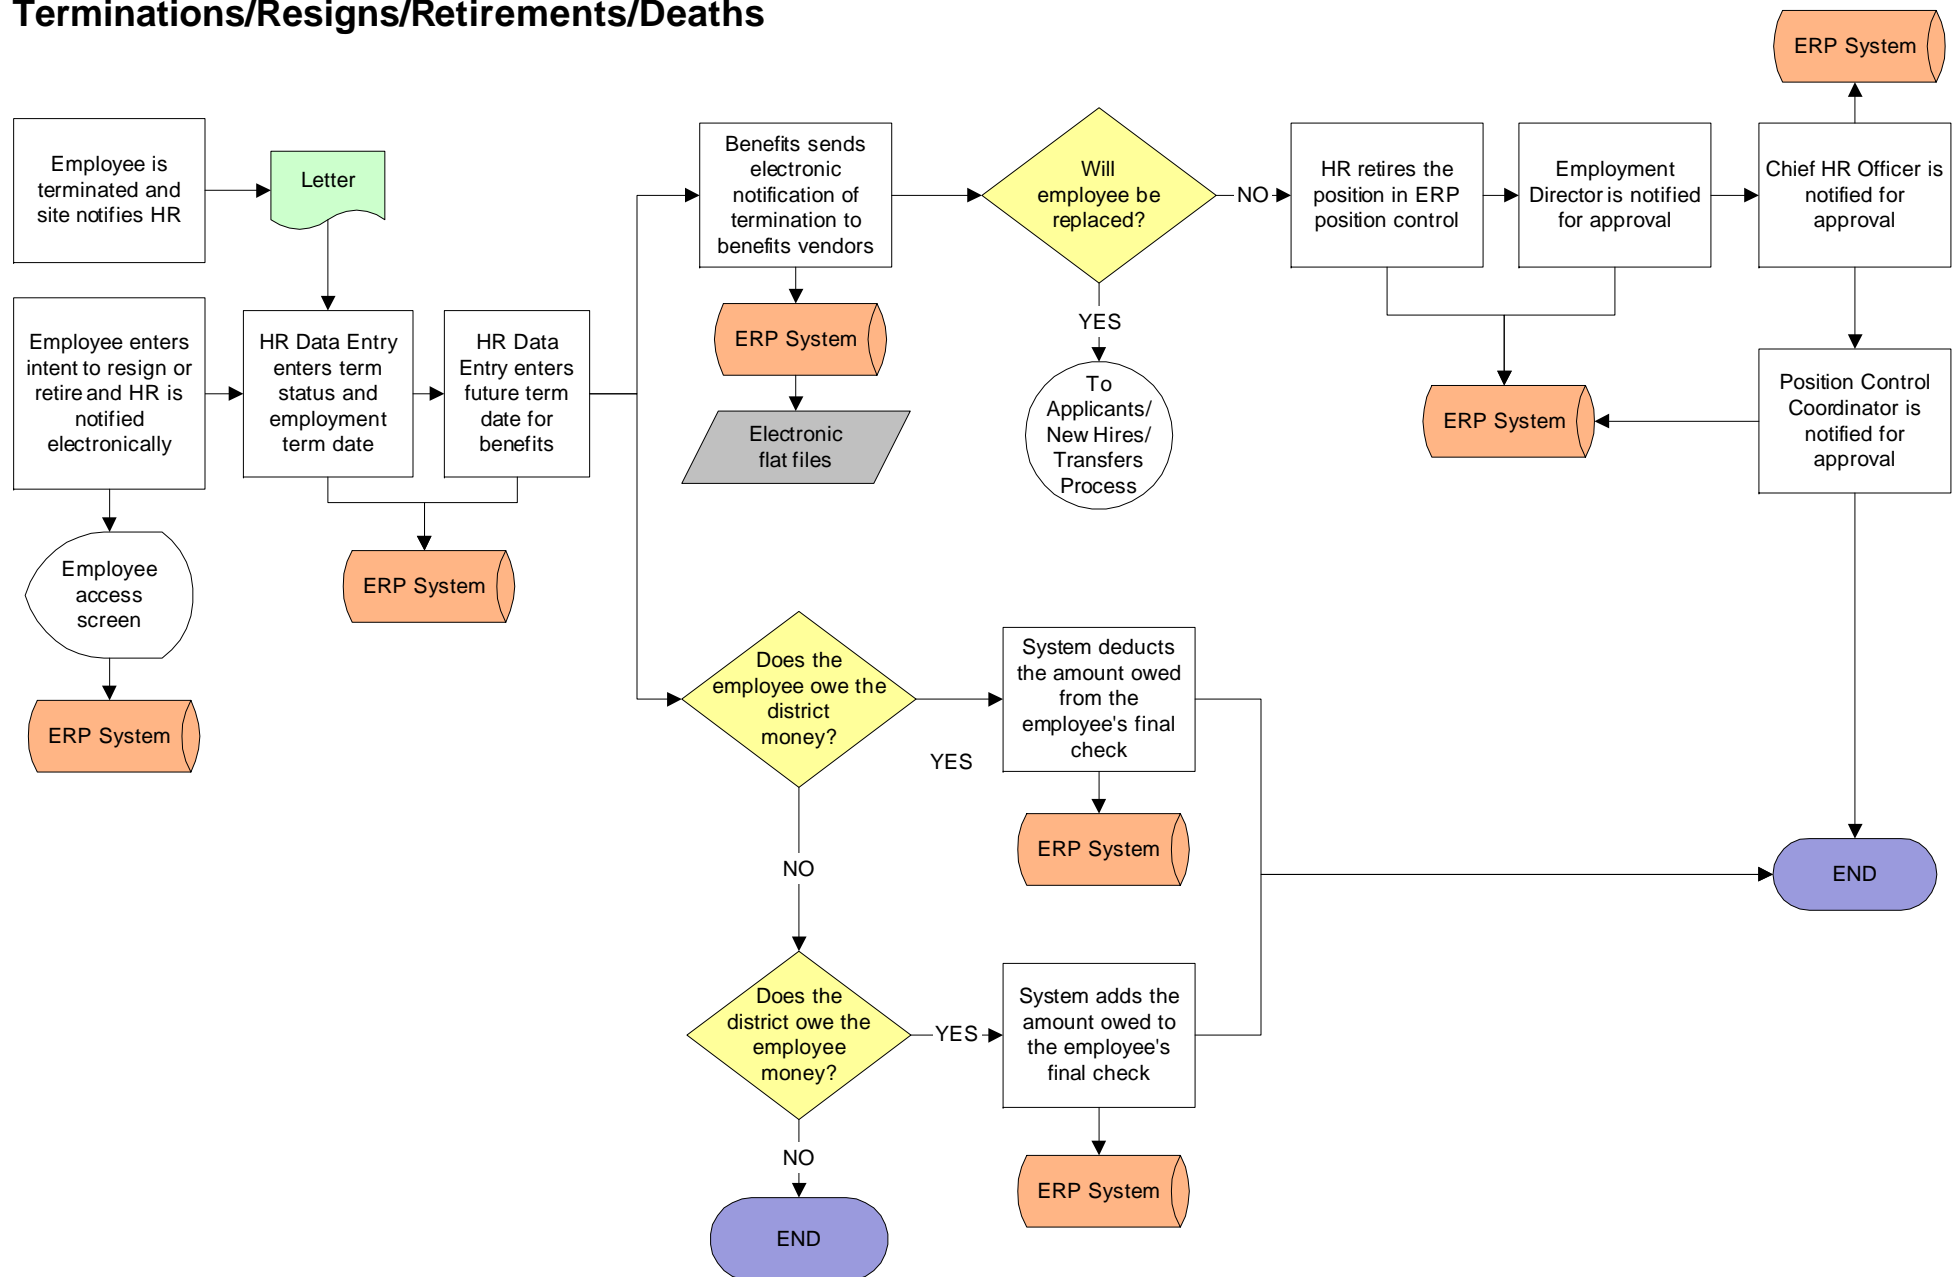 Terminations/Resigns/Retirements/Deaths
ERP System
Employee is
terminated and
site notifies HR
Letter
Benefits sends
electronic
notification of
termination to
benefits vendors
Will
employee be
replaced?
NO
HR retires the
position in ERP
position control
Employment
Director is notified
for approval
Chief HR Officer is
notified for
approval
Employee enters
intent to resign or
retire and HR is
notified
electronically
HR Data Entry
enters term
status and
employment
term date
HR Data
Entry enters
future term
date for
benefits
ERP System
YES
Electronic
flat files
To
Applicants/
New Hires/
Transfers
Process
ERP System
Position Control
Coordinator is
notified for
approval
Employee
access
screen
ERP System
ERP System
Does the
employee owe the
district
money?
YES
System deducts
the amount owed
from the
employee's final
check
ERP System
NO
END
Does the
district owe the
employee
money?
YES
System adds the
amount owed to
the employee's
final check
NO
ERP System
END